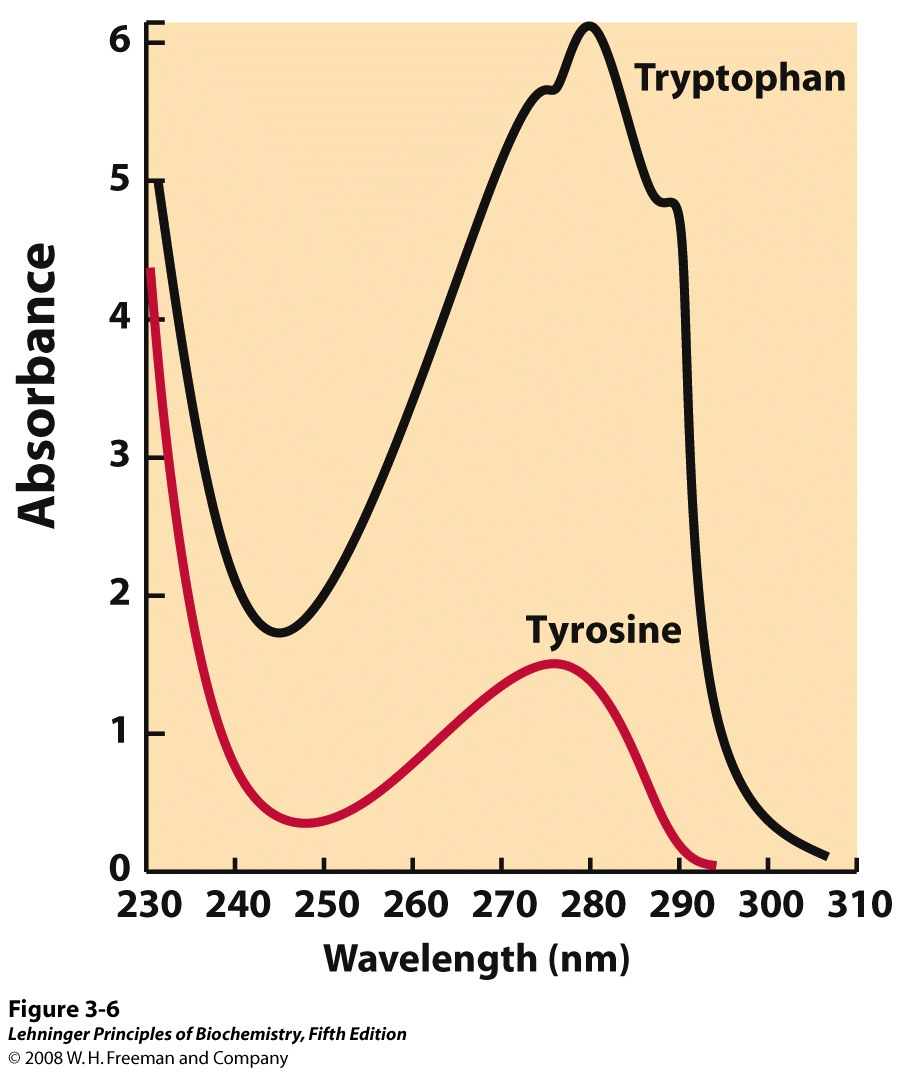 6
Tryptophan
5
4
Absorbance
3
2
Tyrosine
1
0
230 240 250 260 270 280 290 300 310
Wavelength (nm)
Figure 3-6
Lehninger Principles of Biochemistry, Fifth Edition
© 2008 W. H. Freeman and Company